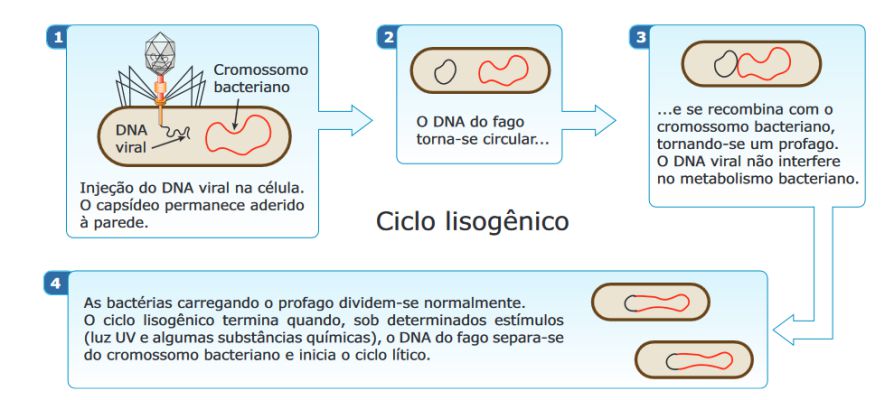 1
Cromossomo
bacteriano
DNA
viral
Injeção do DNA viral na célula.
O capsídeo permanece aderido
à parede.
2
O DNA do fago
torna-se circular...
3
...e se recombina com o
cromossomo bacteriano,
tornando-se um profago.
O DNA viral não interfere
no metabolismo bacteriano.
Ciclo lisogênico
4
As bactérias carregando o profago dividem-se normalmente.
O ciclo lisogênico termina quando, sob determinados estímulos
(luz UV e algumas substâncias químicas), o DNA do fago separa-se
do cromossomo bacteriano e inicia o ciclo lítico.